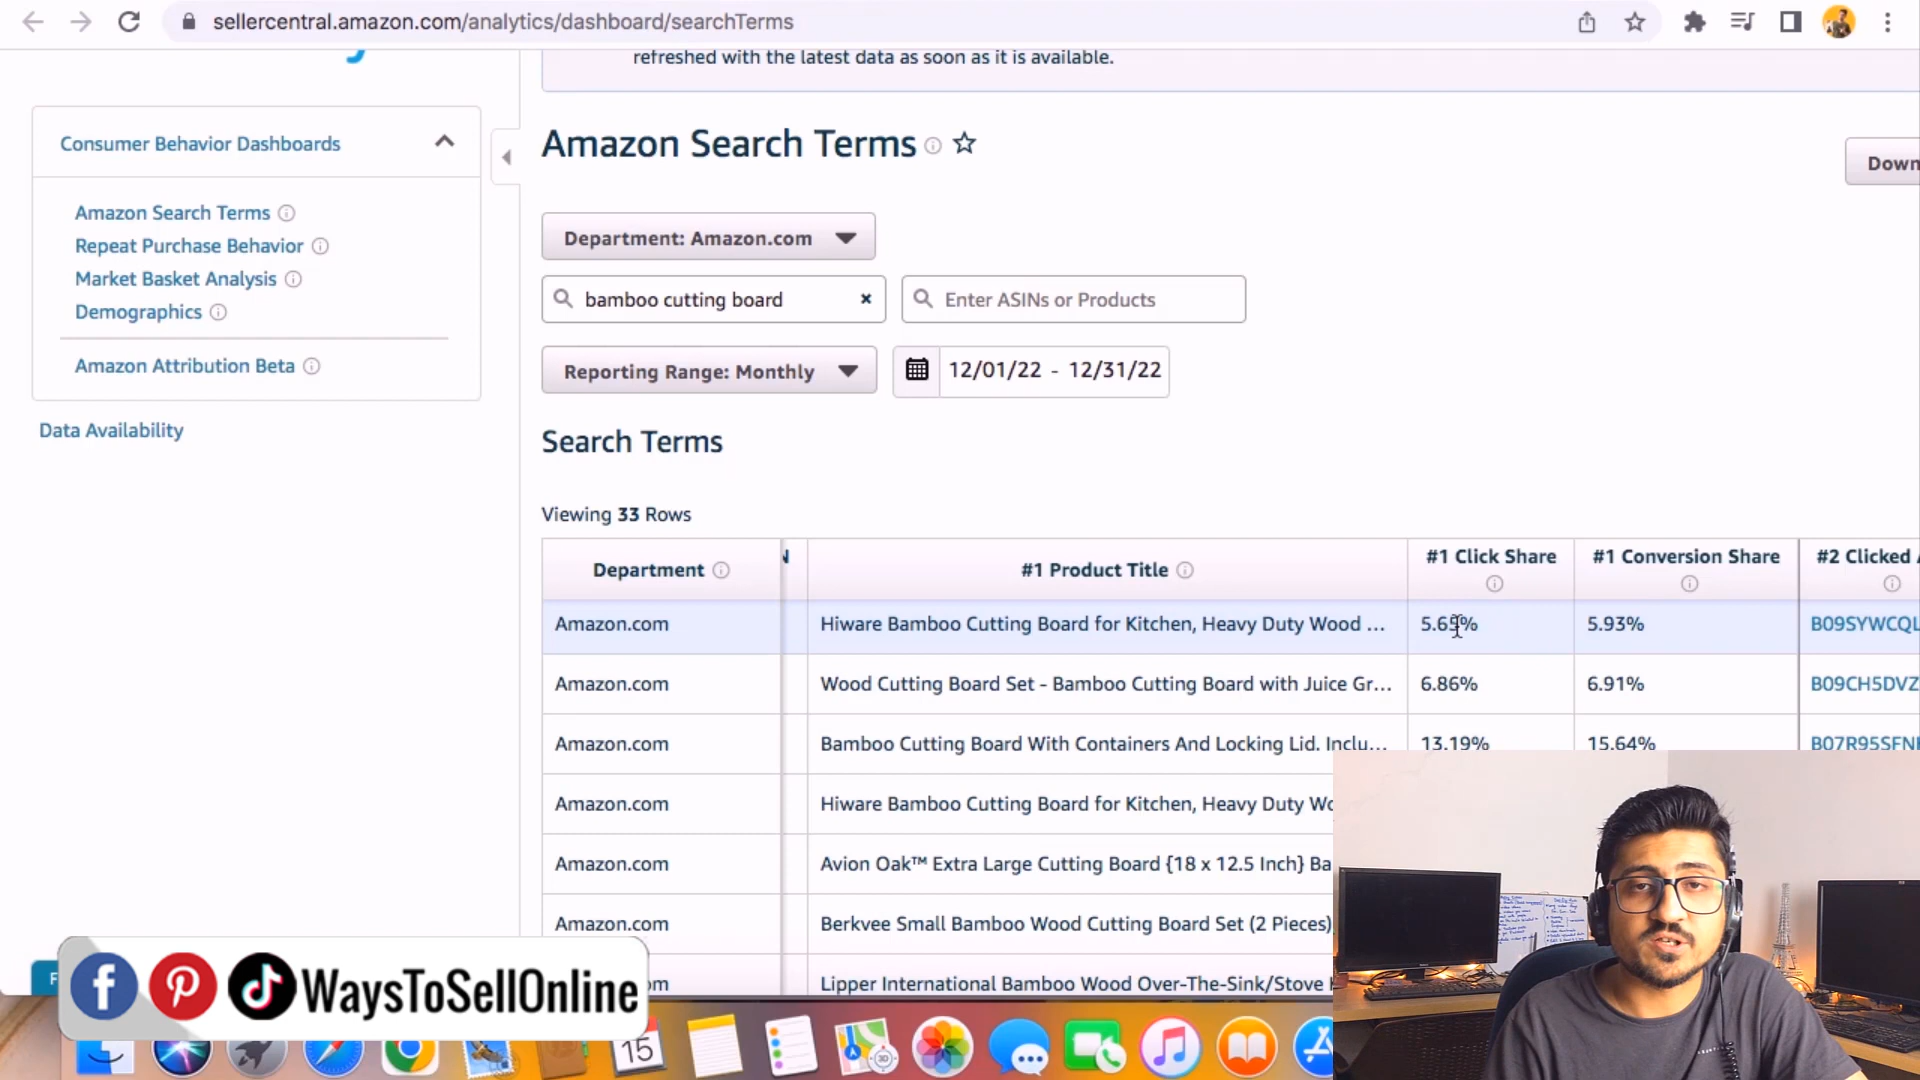 sellercentral.amazon.com/analytics/dashboard/searchTerms
refreshed with the latest data as soon as it is available.
Consumer Behavior Dashboards
Amazon Search Terms
Repeat Purchase Behavior
Market Basket Analysis
Demographics
Amazon Attribution Beta
Data Availability
Amazon Search Terms
Down
Department: Amazon.com
bamboo cutting board
Enter ASINs or Products
Reporting Range: Monthly
12/01/22 - 12/31/22
Search Terms
Viewing 33 Rows
Department N #1 Product Title #1 Click Share #1 Conversion Share #2 Clicked A
Amazon.com Hiware Bamboo Cutting Board for Kitchen, Heavy Duty Wood ... 5.65% 5.93% B09SYWCQL
Amazon.com Wood Cutting Board Set - Bamboo Cutting Board with Juice Gr... 6.86% 6.91% B09CH5DVZ
Amazon.com Bamboo Cutting Board With Containers And Locking Lid. Inclu... 13.19% 15.64% B07R95SFN
Amazon.com Hiware Bamboo Cutting Board for Kitchen, Heavy Duty Wo
Amazon.com Avion Oak™ Extra Large Cutting Board {18 x 12.5 Inch} Ba
Amazon.com Berkvee Small Bamboo Wood Cutting Board Set (2 Pieces)
om Lipper International Bamboo Wood Over-The-Sink/Stove
F
WaysToSellOnline
15
3D